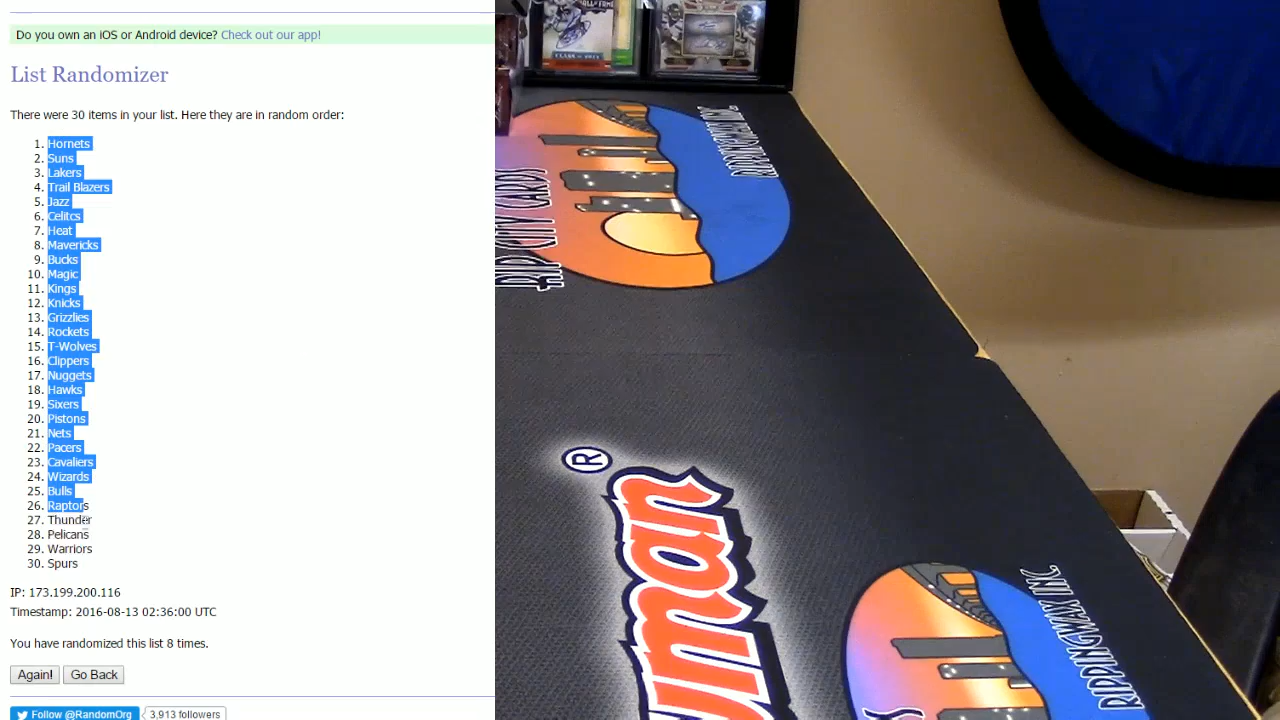 Do you own an iOS or Android device? Check out our app!
List Randomizer
There were 30 items in your list. Here they are in random order:
1. Hornets
2. Suns
3. Lakers
4. Trail Blazers
5. Jazz
6. Celitcs
7. Heat
8. Mavericks
9. Bucks
10. Magic
11. Kings
12. Knicks
13. Grizzlies
14. Rockets
15. T-Wolves
16. Clippers
17. Nuggets
18. Hawks
19. Sixers
20. Pistons
21. Nets
22. Pacers
23. Cavaliers
24. Wizards
25. Bulls
26. Raptors
27. Thunder
28. Pelicans
29. Warriors
30. Spurs
IP: 173.199.200.116
Timestamp: 2016-08-13 02:36:00 UTC
You have randomized this list 8 times.
Again! Go Back
Follow @RandomOrg 3,913 followers
RIP CITY CARDS
RIPPINGWAX INC.
®
RIPPINGWAX INC.